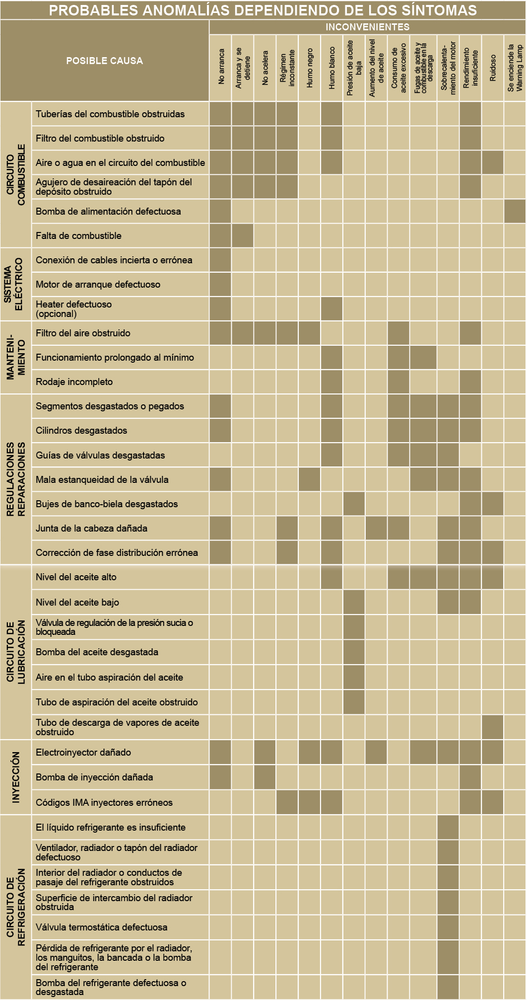 PROBABLES ANOMALÍAS DEPENDIENDO DE LOS SÍNTOMAS
POSIBLE CAUSA
INCONVENIENTES
No arranca
Arranca y se
detiene
No acelera
Régimen
inconstante
Humo negro
Humo blanco
Presión de aceite
baja
Aumento del nivel
de aceite
Consumo de
aceite excesivo
Fugas de aceite y
combustible en la
descarga
Sobrecalenta-
miento del motor
Rendimiento
insuficiente
Ruidoso
Se enciende la
Warning Lamp
CIRCUITO
COMBUSTIBLE
Tuberías del combustible obstruidas
Filtro del combustible obstruido
Aire o agua en el circuito del combustible
Agujero de desaireación del tapón del
depósito obstruido
Bomba de alimentación defectuosa
Falta de combustible
SISTEMA
ELÉCTRICO
Conexión de cables incierta o errónea
Motor de arranque defectuoso
Heater defectuoso
(opcional)
MANTENI-
MIENTO
Filtro del aire obstruido
Funcionamiento prolongado al mínimo
Rodaje incompleto
REGULACIONES
REPARACIONES
Segmentos desgastados o pegados
Cilindros desgastados
Guías de válvulas desgastadas
Mala estanqueidad de la válvula
Bujes de banco-biela desgastados
Junta de la cabeza dañada
Corrección de fase distribución errónea
CIRCUITO DE
LUBRICACIÓN
Nivel del aceite alto
Nivel del aceite bajo
Válvula de regulación de la presión sucia o
bloqueada
Bomba del aceite desgastada
Aire en el tubo aspiración del aceite
Tubo de aspiración del aceite obstruido
Tubo de descarga de vapores de aceite
obstruido
INYECCIÓN
Electroinyector dañado
Bomba de inyección dañada
Códigos IMA inyectores erróneos
CIRCUITO DE
REFRIGERACIÓN
El líquido refrigerante es insuficiente
Ventilador, radiador o tapón del radiador
defectuoso
Interior del radiador o conductos de
pasaje del refrigerante obstruidos
Superficie de intercambio del radiador
obstruida
Válvula termostática defectuosa
Pérdida de refrigerante por el radiador,
los manguitos, la bancada o la bomba
del refrigerante
Bomba del refrigerante defectuosa o
desgastada